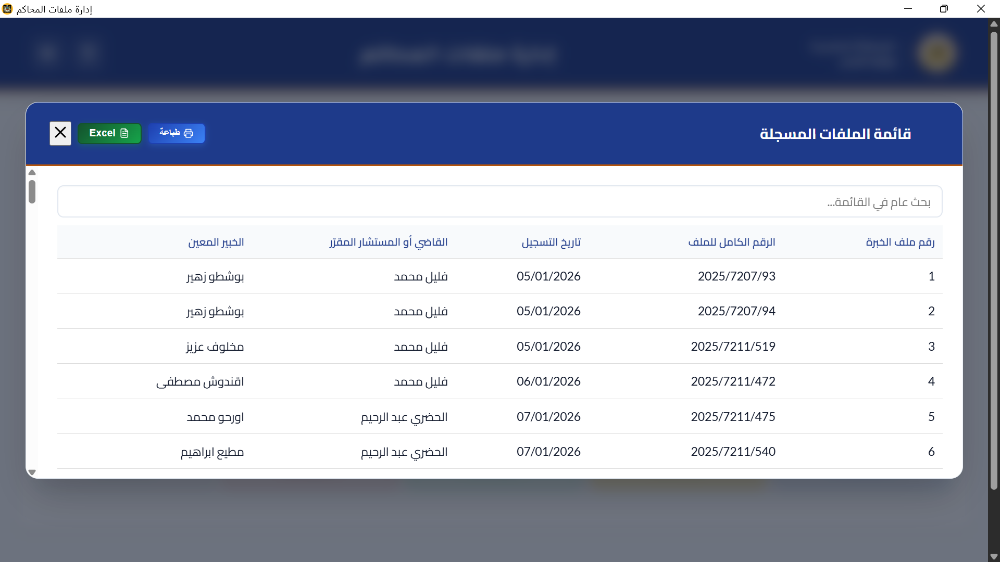 إدارة ملفات المحاكم
قائمة الملفات المسجلة
طباعة
Excel
بحث عام في القائمة...
رقم ملف الخبرة الرقم الكامل للملف تاريخ التسجيل القاضي أو المستشار المقرّر الخبير المعين
1 2025/7207/93 05/01/2026 فليل محمد بوشطو زهير
2 2025/7207/94 05/01/2026 فليل محمد بوشطو زهير
3 2025/7211/519 05/01/2026 فليل محمد مخلوف عزيز
4 2025/7211/472 06/01/2026 فليل محمد اقندوش مصطفى
5 2025/7211/475 07/01/2026 الحضري عبد الرحيم اورحو محمد
6 2025/7211/540 07/01/2026 الحضري عبد الرحيم مطيع ابراهيم